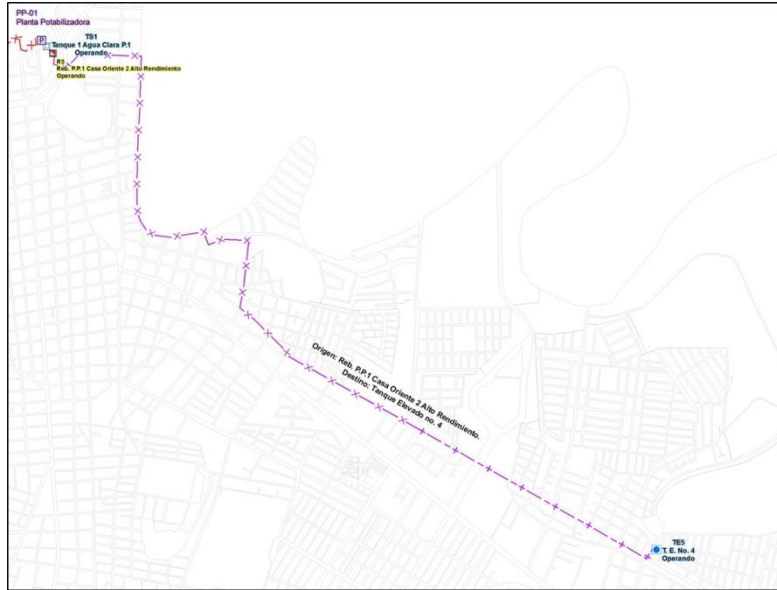 PP-01
Planta Potabilizadora
P
TS1
Tanque 1 Agua Clara P.1
Operando
R5
Reb. P.P.1 Casa Oriente 2 Alto Rendimiento
Operando
Origen: Reb. P.P.1 Casa Oriente 2 Alto Rendimiento.
Destino: Tanque Elevado no. 4
TE5
T. E. No. 4
Operando